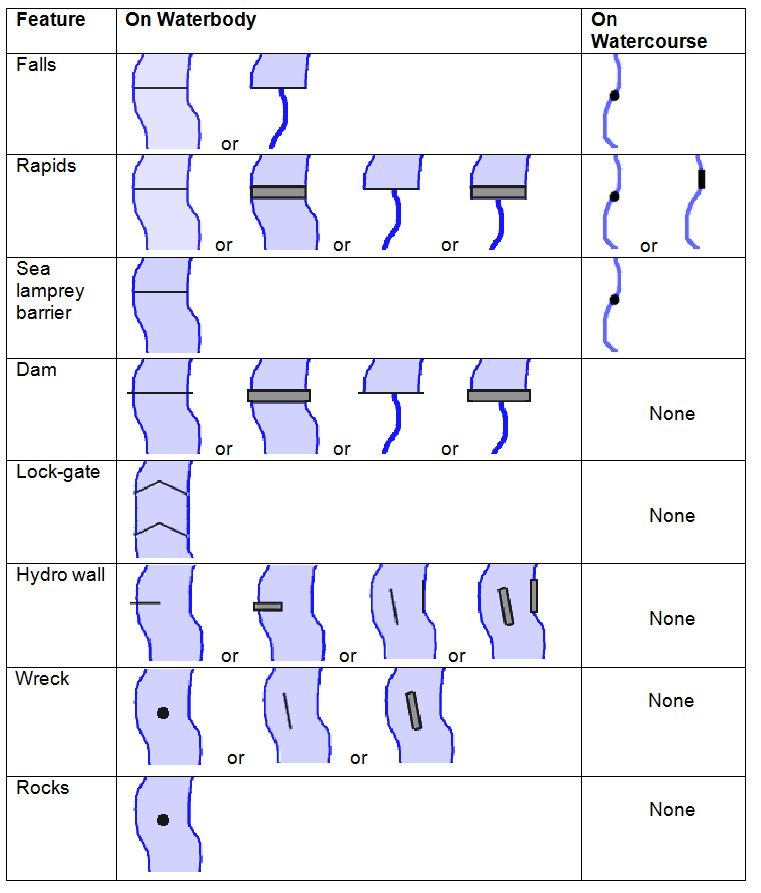 Feature
On Waterbody
On
Watercourse
Falls
or
Rapids
or
or
or
or
Sea
lamprey
barrier
Dam
or
or
or
None
Lock-gate
None
Hydro wall
or
or
or
None
Wreck
or
or
None
Rocks
None